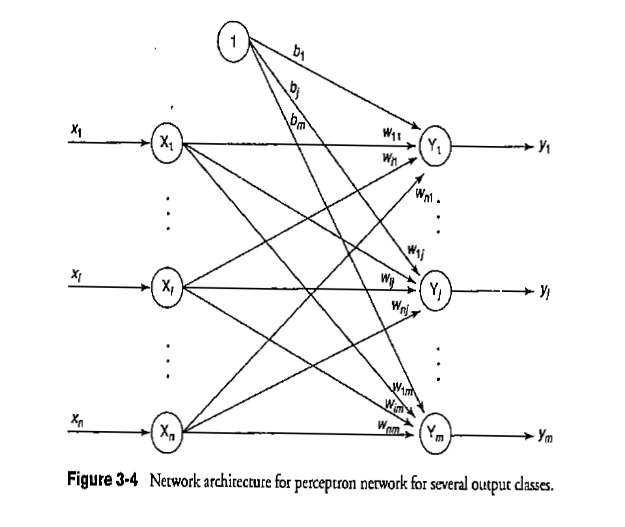 1
b1
bj
bm
x1
X1
w11
wi1
Y1
y1
wn1
w1j
xi
Xi
wij
Yj
yj
wnj
w1m
wim
xn
Xn
wnm
Ym
ym
Figure 3-4 Network architecture for perceptron network for several output classes.